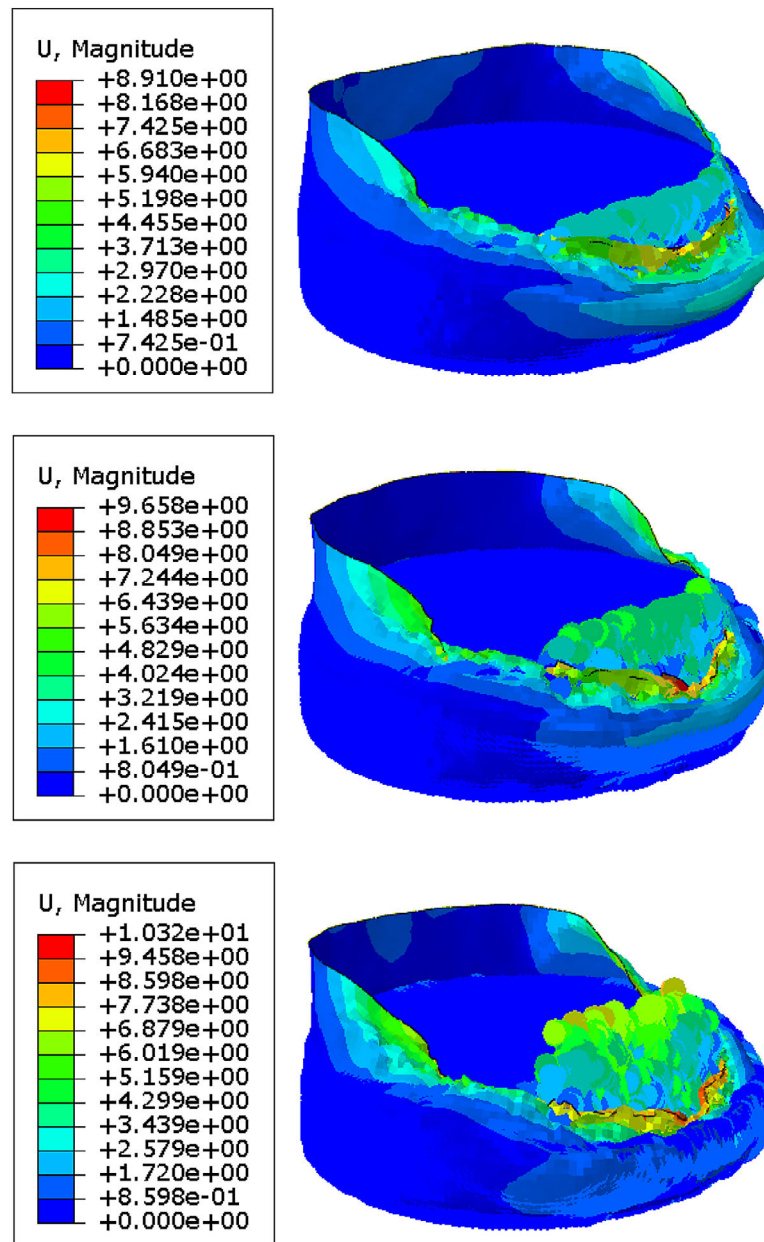 U, Magnitude
+8.910e+00
+8.168e+00
+7.425e+00
+6.683e+00
+5.940e+00
+5.198e+00
+4.455e+00
+3.713e+00
+2.970e+00
+2.228e+00
+1.485e+00
+7.425e-01
+0.000e+00
U, Magnitude
+9.658e+00
+8.853e+00
+8.049e+00
+7.244e+00
+6.439e+00
+5.634e+00
+4.829e+00
+4.024e+00
+3.219e+00
+2.415e+00
+1.610e+00
+8.049e-01
+0.000e+00
U, Magnitude
+1.032e+01
+9.458e+00
+8.598e+00
+7.738e+00
+6.879e+00
+6.019e+00
+5.159e+00
+4.299e+00
+3.439e+00
+2.579e+00
+1.720e+00
+8.598e-01
+0.000e+00